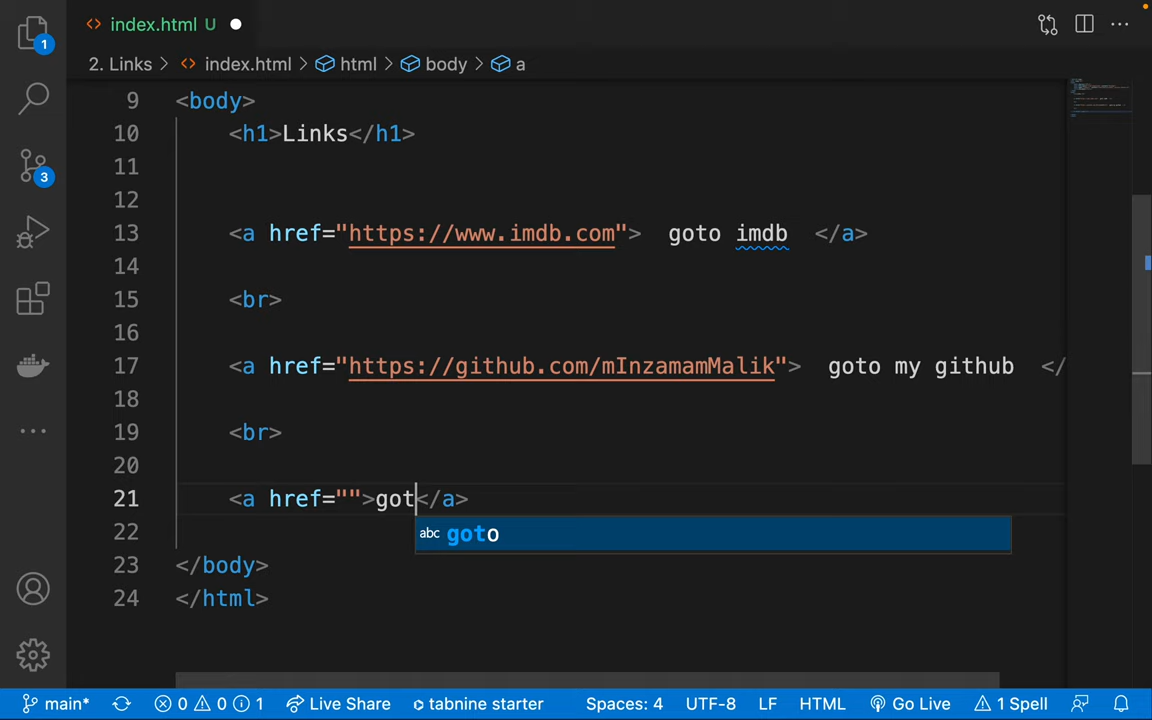 index.html U
1
2. Links > index.html > html > body > a
9 <body>
10 <h1>Links</h1>
11
12
13 <a href="https://www.imdb.com">  goto imdb  </a>
14
15 <br>
16
17 <a href="https://github.com/mInzamamMalik">  goto my github  </
18
19 <br>
20
21 <a href="">got</a>
abc goto
22
23 </body>
24 </html>
3
main* 0 0 1 Live Share tabnine starter Spaces: 4 UTF-8 LF HTML Go Live 1 Spell